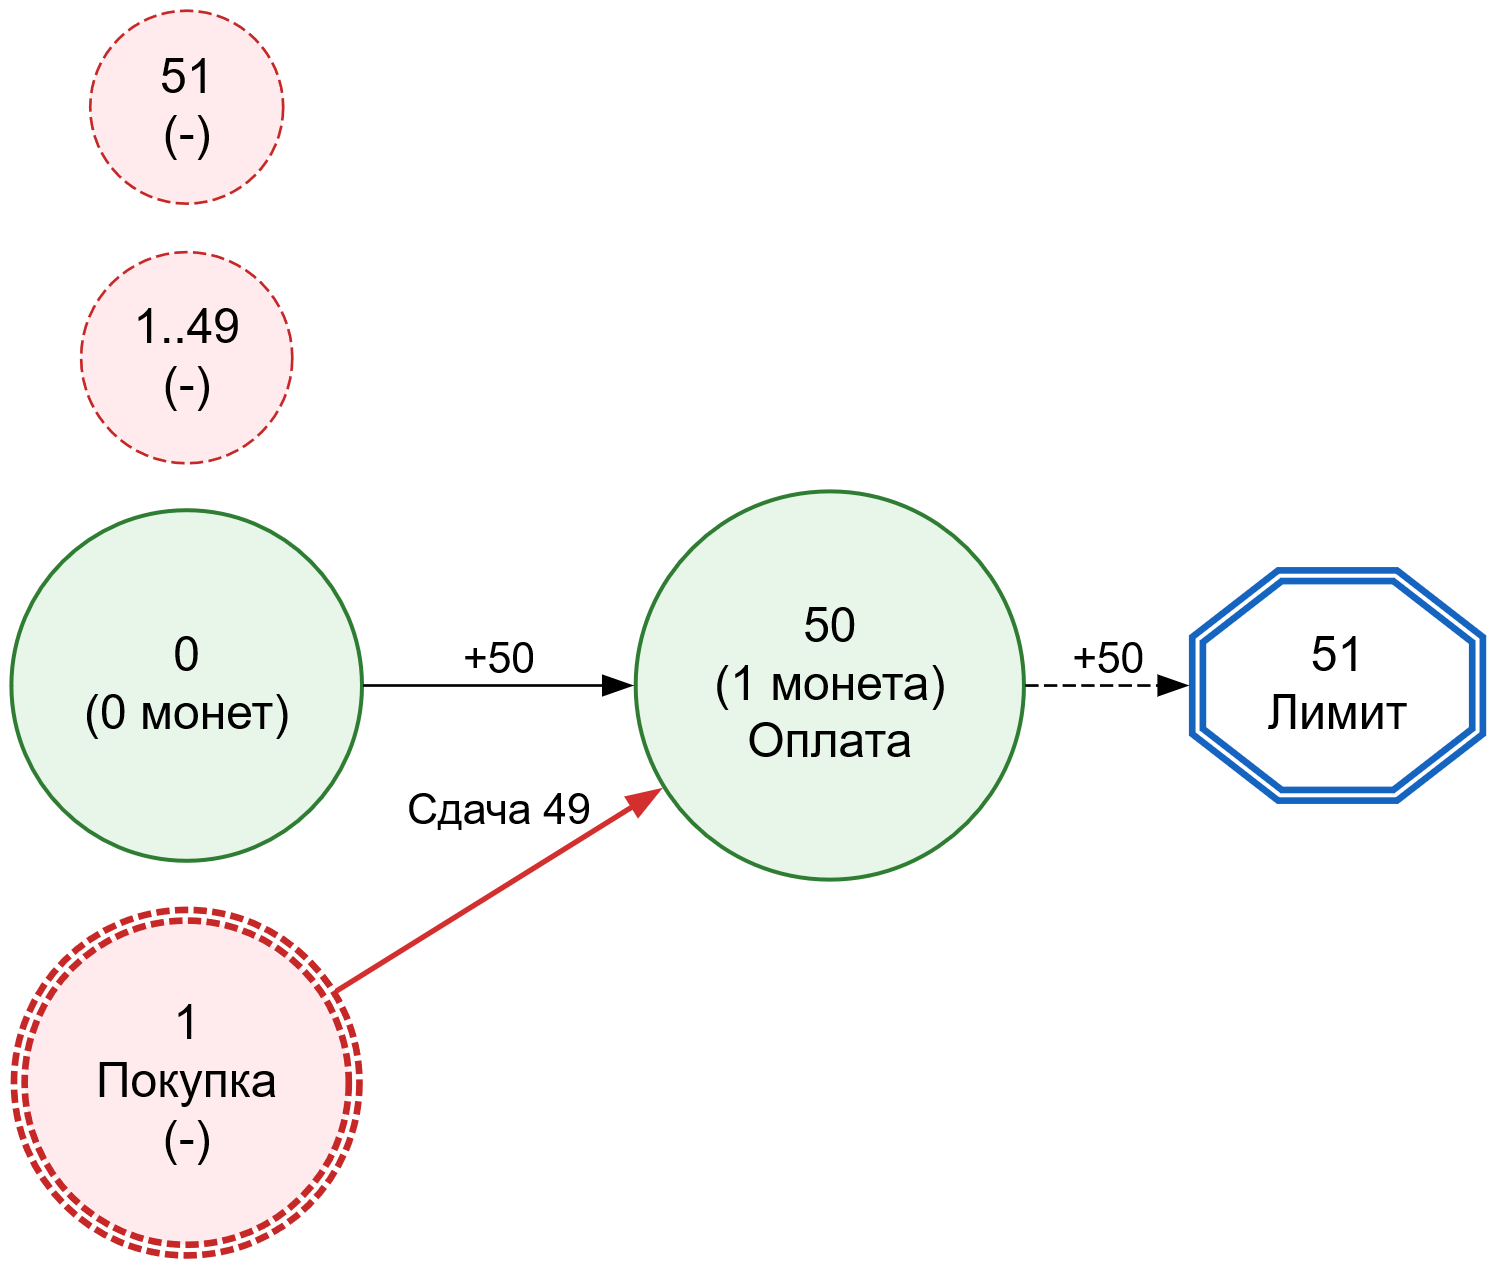 51
(-)
1..49
(-)
0
(0 монет)
+50
50
(1 монета)
Оплата
+50
51
Лимит
Сдача 49
1
Покупка
(-)